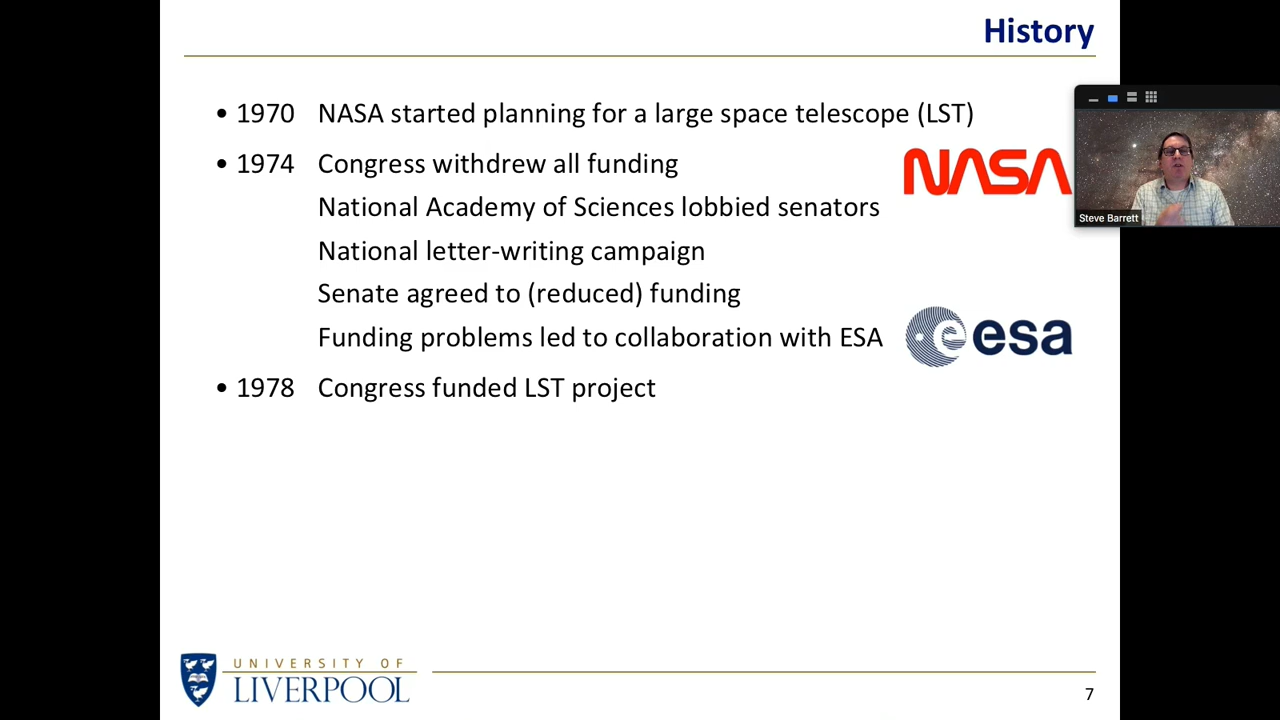 History
• 1970 NASA started planning for a large space telescope (LST)
• 1974 Congress withdrew all funding
National Academy of Sciences lobbied senators
National letter-writing campaign
Senate agreed to (reduced) funding
Funding problems led to collaboration with ESA
• 1978 Congress funded LST project
NASA
Steve Barrett
esa
UNIVERSITY OF
LIVERPOOL
7